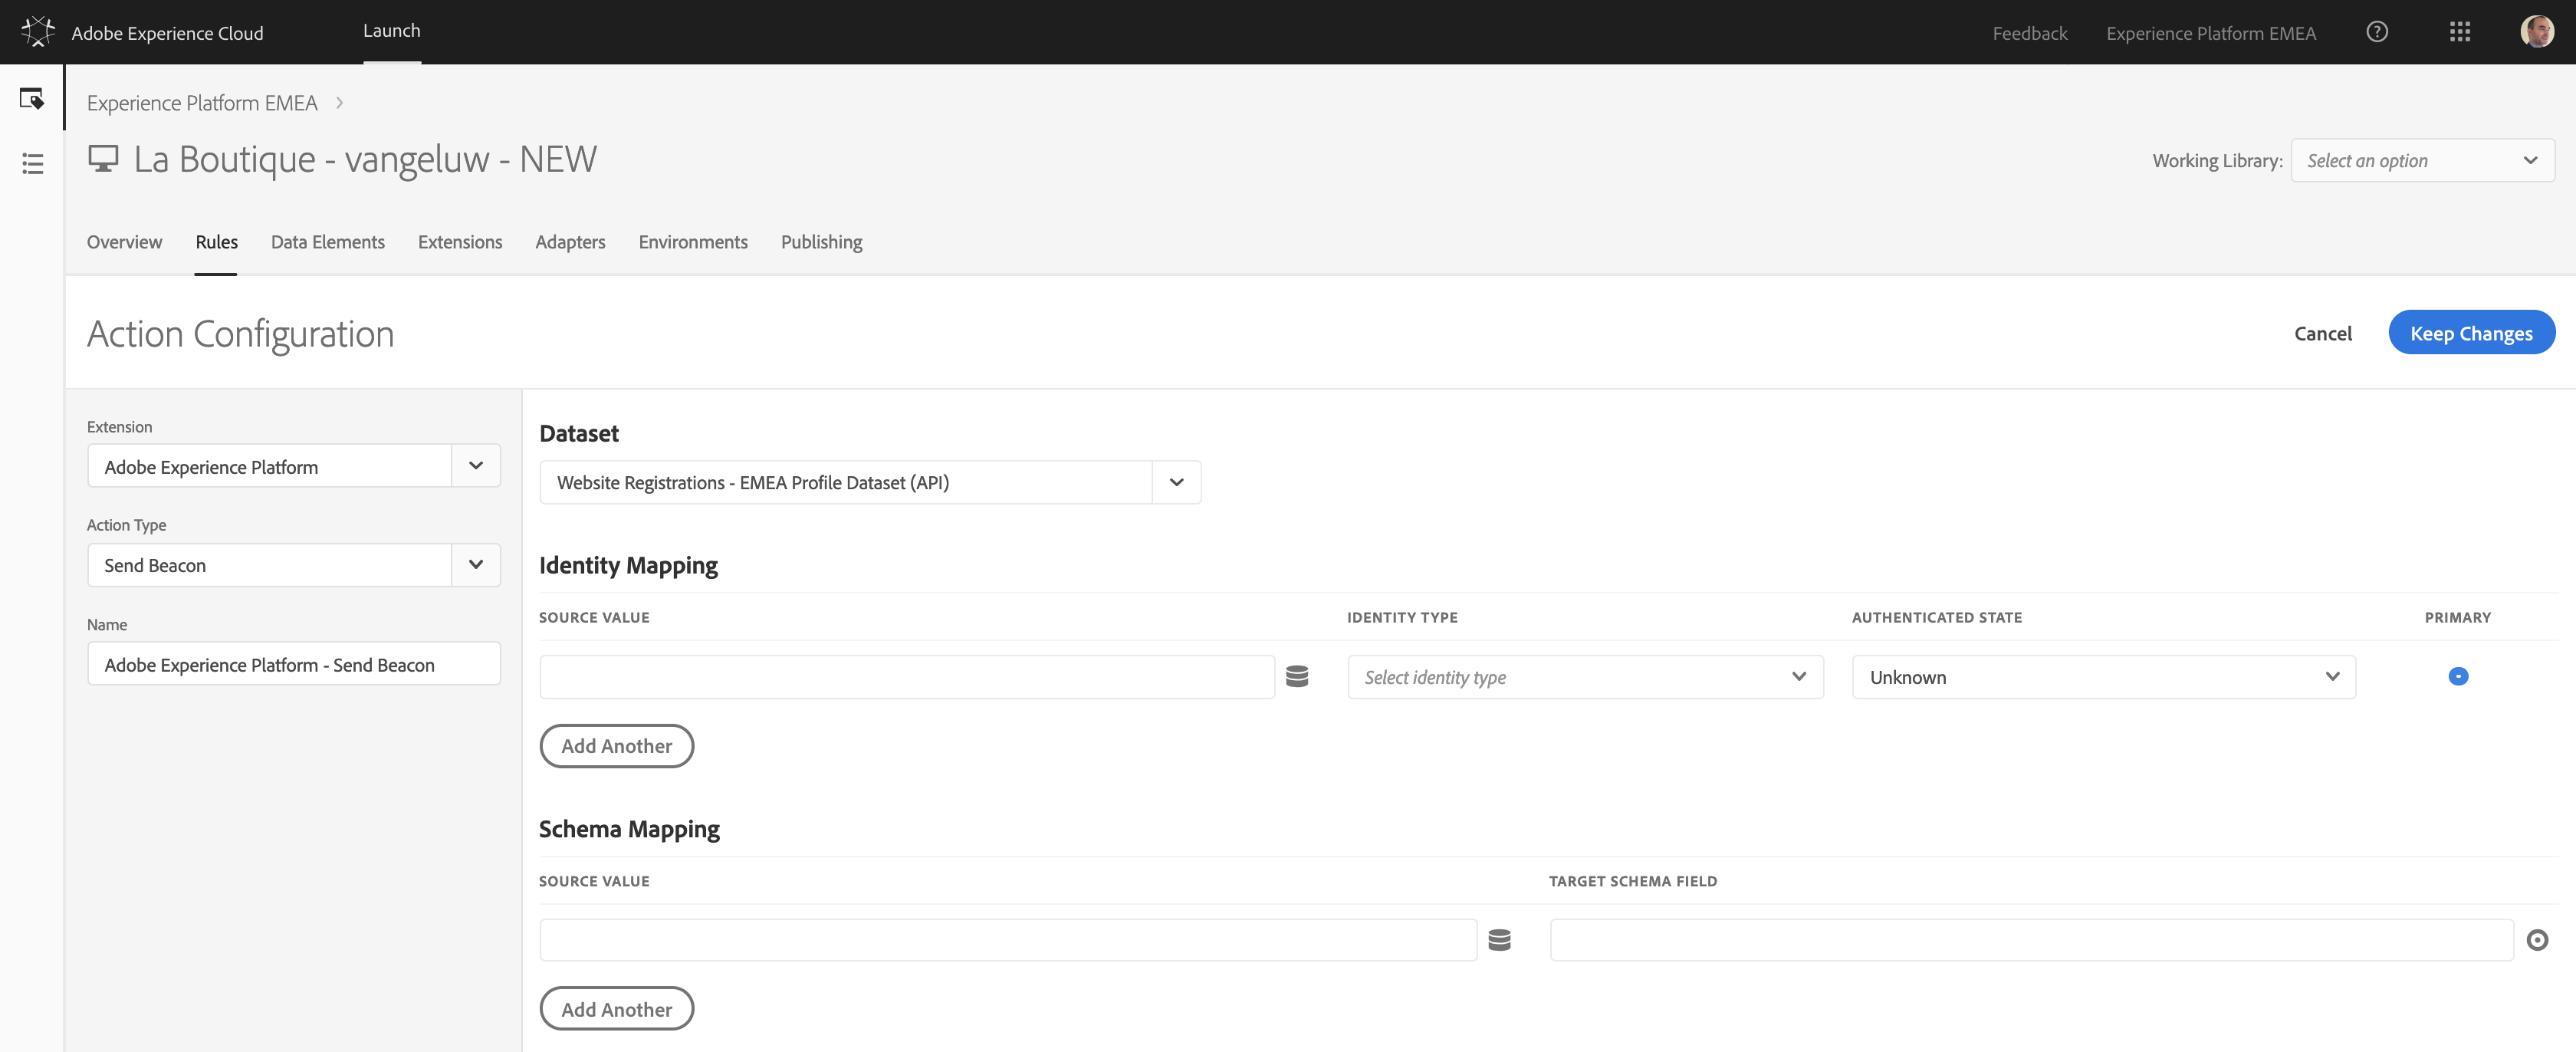 Adobe Experience Cloud
Launch
Feedback
Experience Platform EMEA
Experience Platform EMEA
La Boutique - vangeluw - NEW
Working Library:
Select an option
Overview
Rules
Data Elements
Extensions
Adapters
Environments
Publishing
Action Configuration
Cancel
Keep Changes
Extension
Adobe Experience Platform
Action Type
Send Beacon
Name
Adobe Experience Platform - Send Beacon
Dataset
Website Registrations - EMEA Profile Dataset (API)
Identity Mapping
SOURCE VALUE
IDENTITY TYPE
AUTHENTICATED STATE
PRIMARY
Select identity type
Unknown
Add Another
Schema Mapping
SOURCE VALUE
TARGET SCHEMA FIELD
Add Another